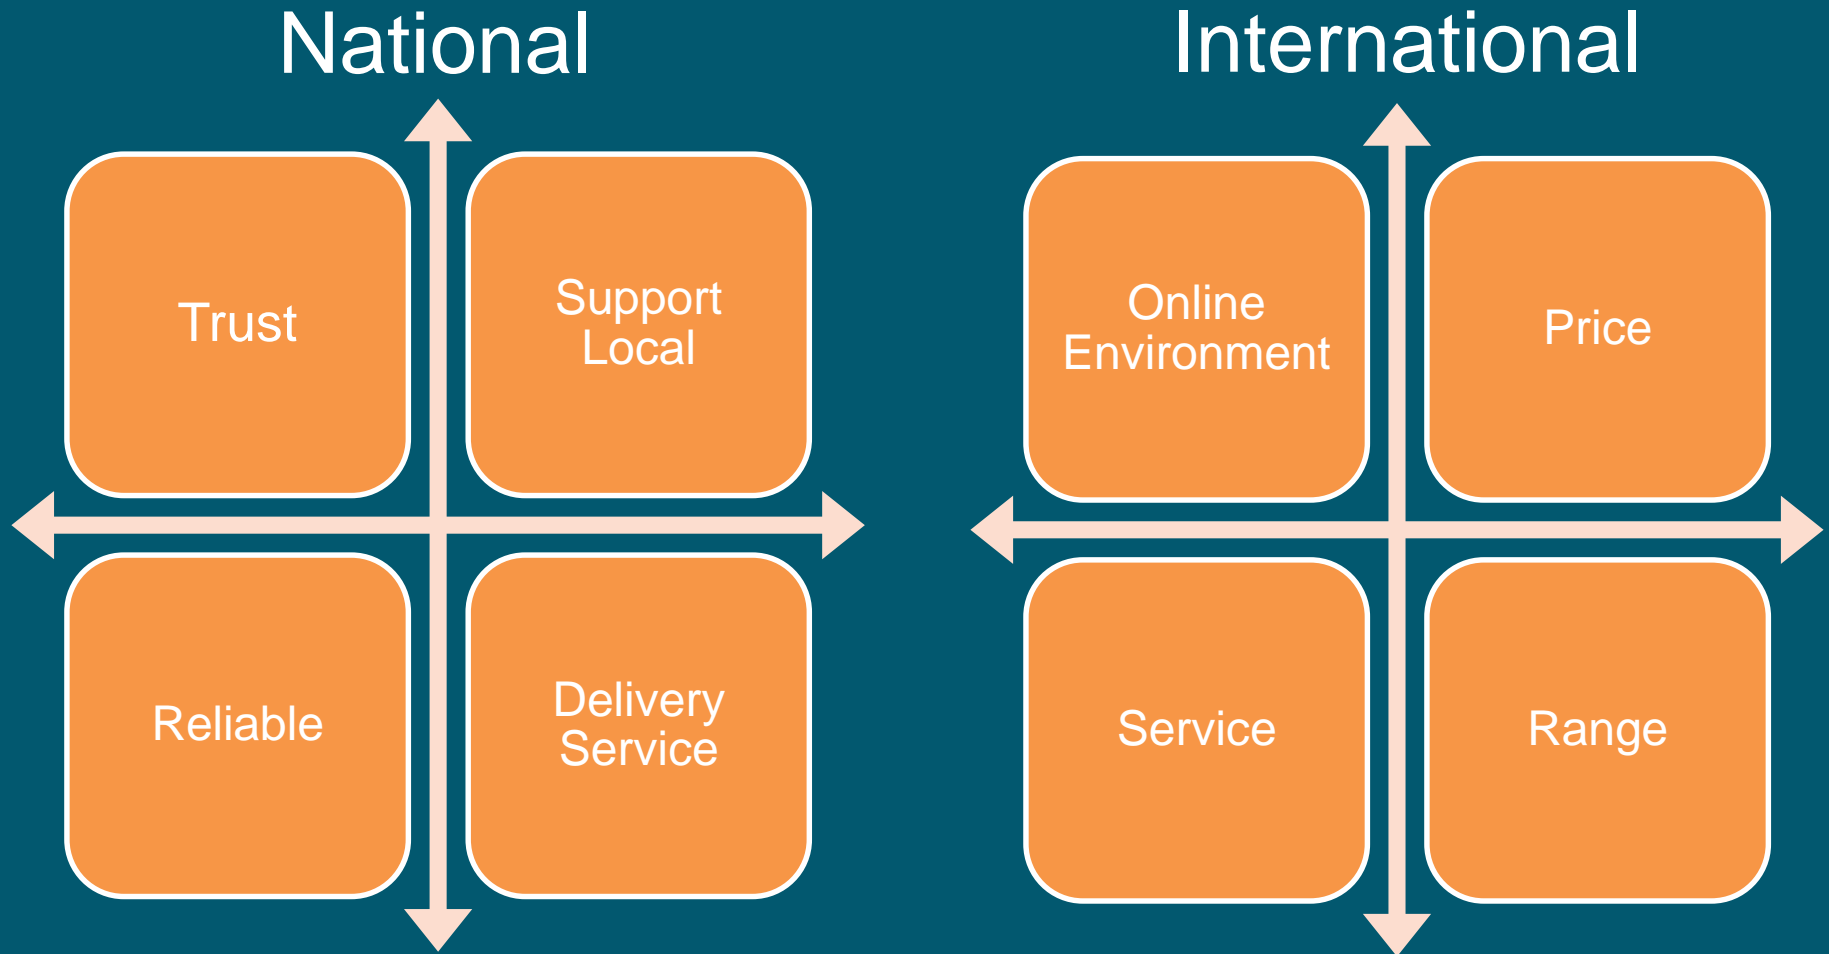 National
International
Trust
Support
Local
Reliable
Delivery
Service
Online
Environment
Price
Service
Range